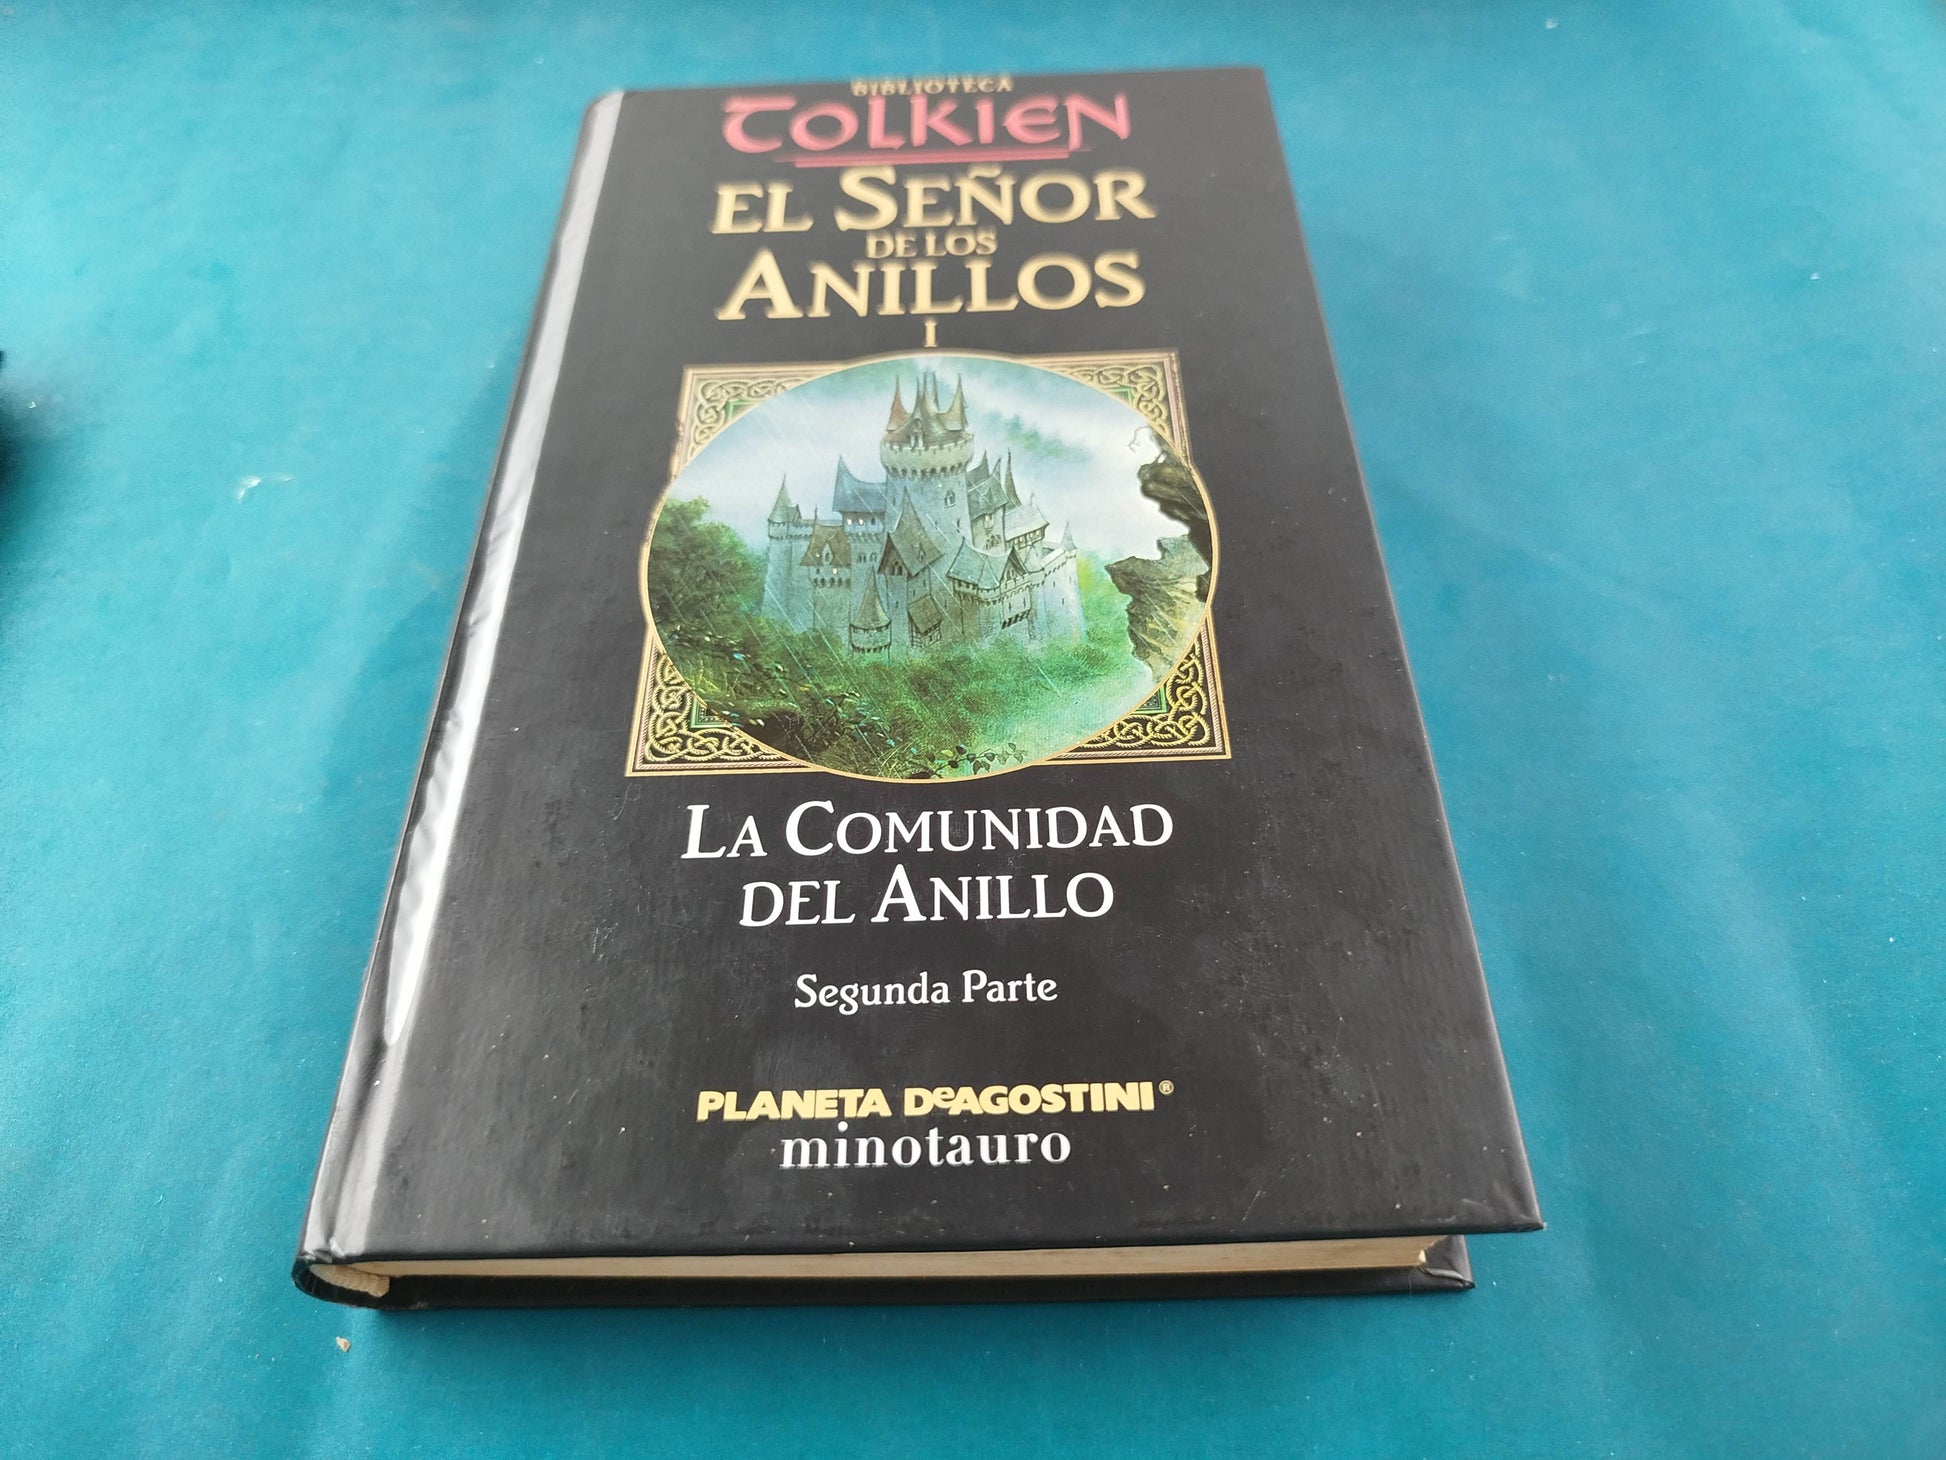 BIBLIOTECA
TOLKIEN
EL SEÑOR
DE LOS
ANILLOS
I
LA COMUNIDAD
DEL ANILLO
Segunda Parte
PLANETA DeAGOSTINI®
minotauro